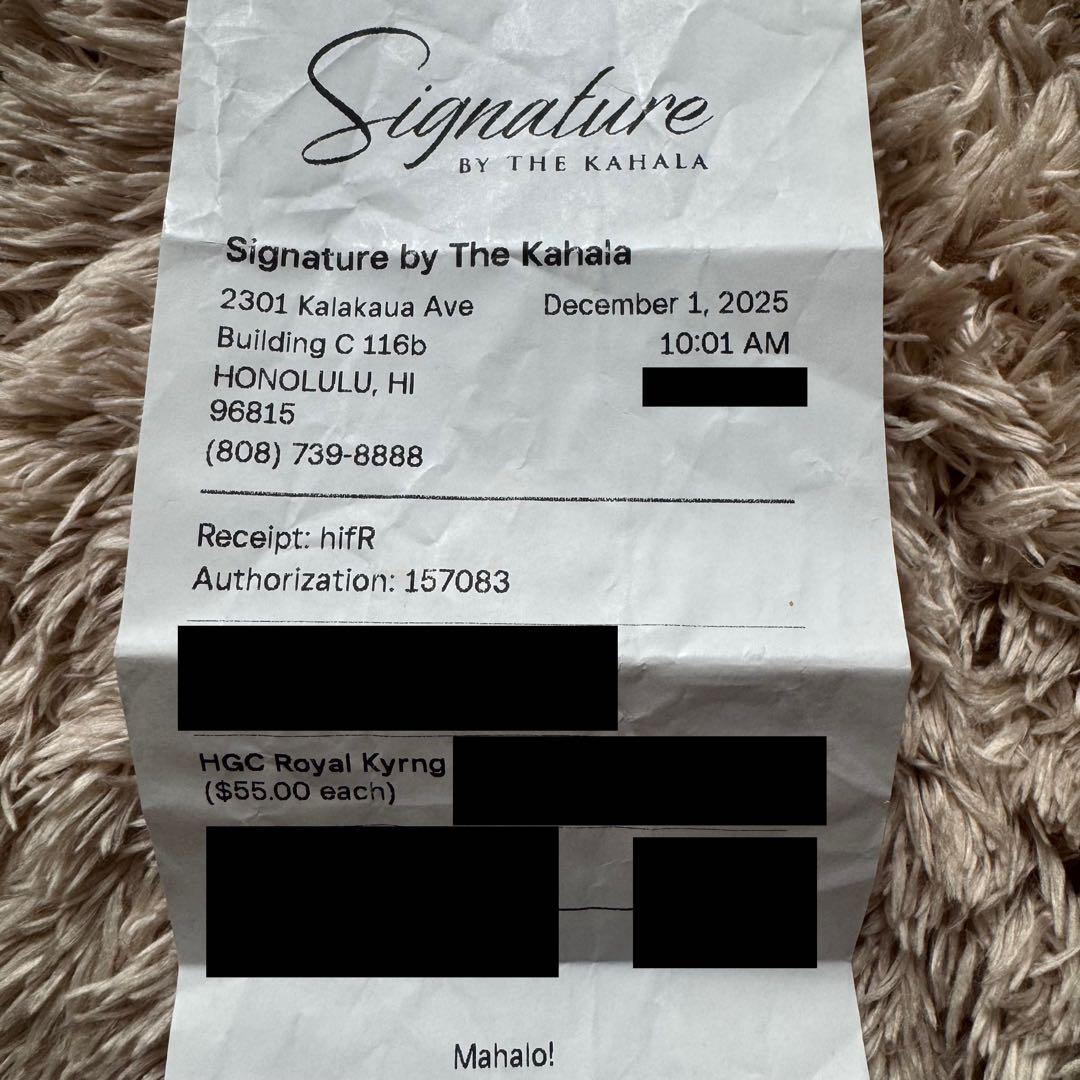 Signature
BY THE KAHALA
Signature by The Kahala
2301 Kalakaua Ave
December 1, 2025
Building C 116b
10:01 AM
HONOLULU, HI
96815
(808) 739-8888
Receipt: hifR
Authorization: 157083
HGC Royal Kyrng
($55.00 each)
Mahalo!